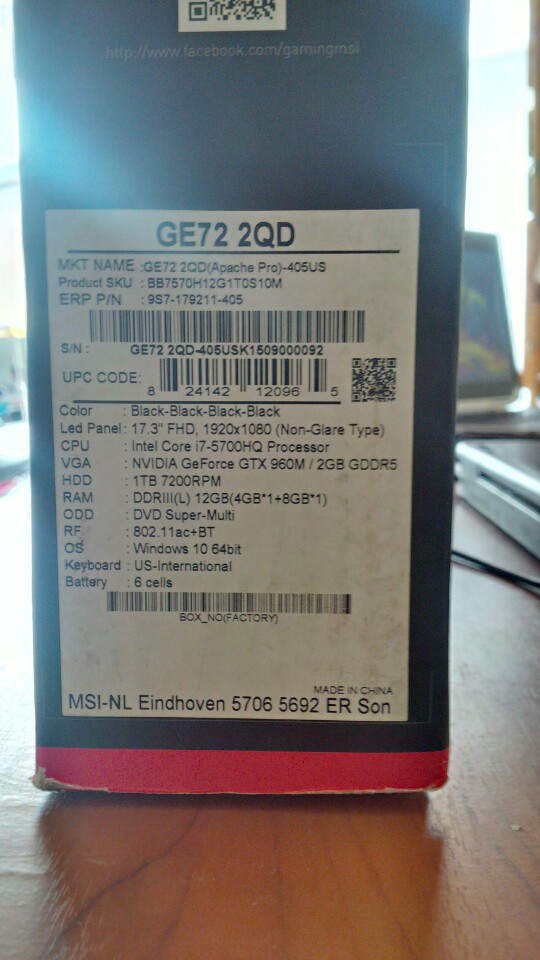 http://www.facebook.com/gamingmsi
GE72 2QD
MKT NAME :GE72 2QD(Apache Pro)-405US
Product SKU : BB7570H12G1T0S10M
ERP P/N : 9S7-179211-405
S/N : GE72 2QD-405USK1509000092
UPC CODE: 8 24142 12096 5
Color : Black-Black-Black-Black
Led Panel : 17.3" FHD, 1920x1080 (Non-Glare Type)
CPU : Intel Core i7-5700HQ Processor
VGA : NVIDIA GeForce GTX 960M / 2GB GDDR5
HDD : 1TB 7200RPM
RAM : DDRIII(L) 12GB(4GB*1+8GB*1)
ODD : DVD Super-Multi
RF : 802.11ac+BT
OS : Windows 10 64bit
Keyboard : US-International
Battery : 6 cells
BOX_NO(FACTORY)
MADE IN CHINA
MSI-NL Eindhoven 5706 5692 ER Son